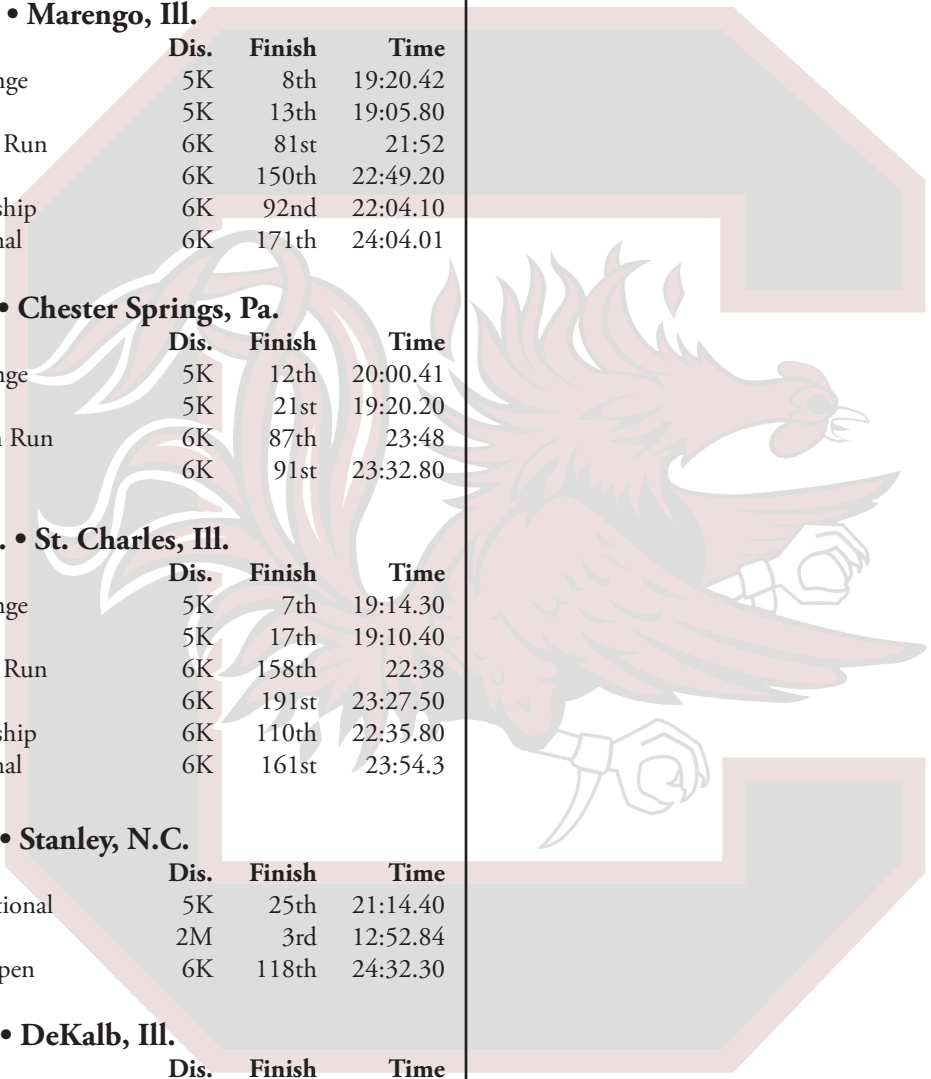 • Marengo, Ill.
Dis. Finish Time
nge 5K 8th 19:20.42
5K 13th 19:05.80
Run 6K 81st 21:52
6K 150th 22:49.20
ship 6K 92nd 22:04.10
nal 6K 171th 24:04.01
• Chester Springs, Pa.
Dis. Finish Time
nge 5K 12th 20:00.41
5K 21st 19:20.20
n Run 6K 87th 23:48
6K 91st 23:32.80
. • St. Charles, Ill.
Dis. Finish Time
nge 5K 7th 19:14.30
5K 17th 19:10.40
Run 6K 158th 22:38
6K 191st 23:27.50
ship 6K 110th 22:35.80
nal 6K 161st 23:54.3
• Stanley, N.C.
Dis. Finish Time
tional 5K 25th 21:14.40
2M 3rd 12:52.84
pen 6K 118th 24:32.30
• DeKalb, Ill.
Dis. Finish Time